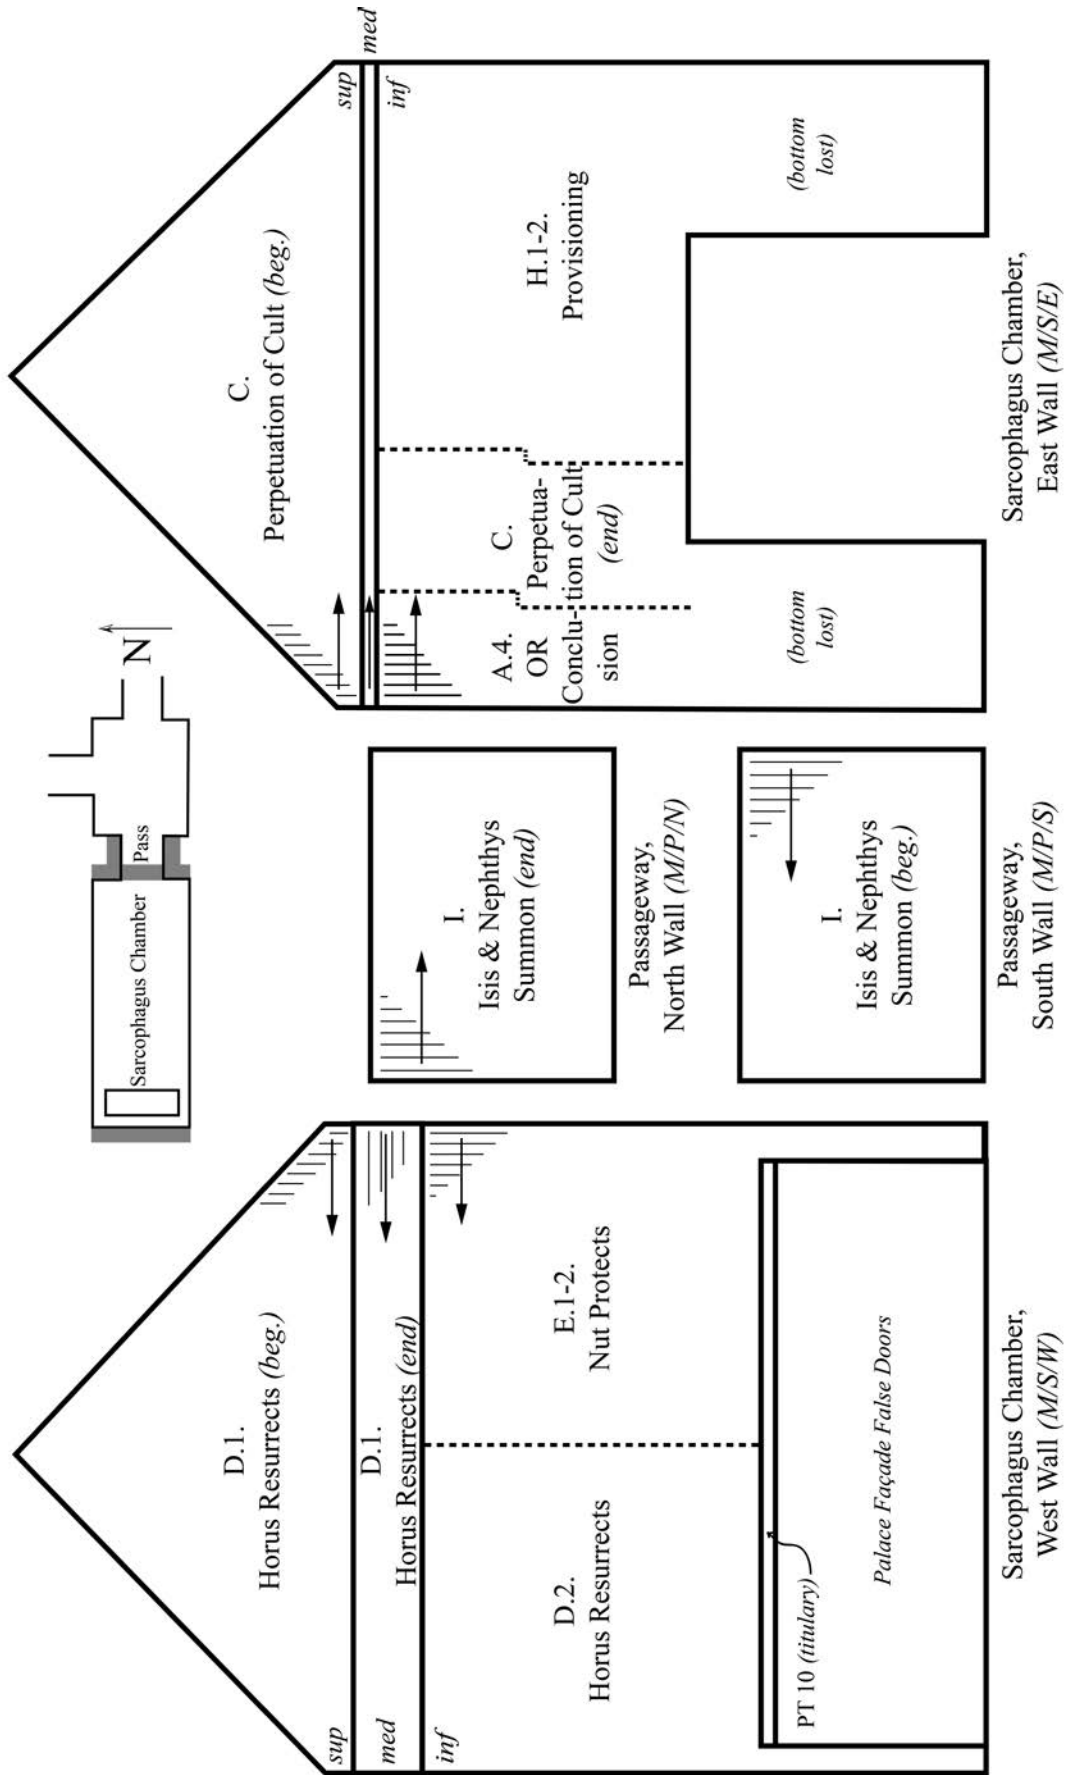 D.1.
Horus Resurrects (beg.)
sup
D.1.
Horus Resurrects (end)
med
inf
D.2.
Horus Resurrects
E.1-2.
Nut Protects
PT 10 (titulary)
Palace Façade False Doors
Sarcophagus Chamber,
West Wall (M/S/W)
Sarcophagus Chamber
Pass
N
I.
Isis & Nephthys
Summon (end)
Passageway,
North Wall (M/P/N)
I.
Isis & Nephthys
Summon (beg.)
Passageway,
South Wall (M/P/S)
C.
Perpetuation of Cult (beg.)
sup
med
inf
A.4.
OR
Conclu-
sion
C.
Perpetua-
tion of Cult
(end)
H.1-2.
Provisioning
(bottom
lost)
(bottom
lost)
Sarcophagus Chamber,
East Wall (M/S/E)